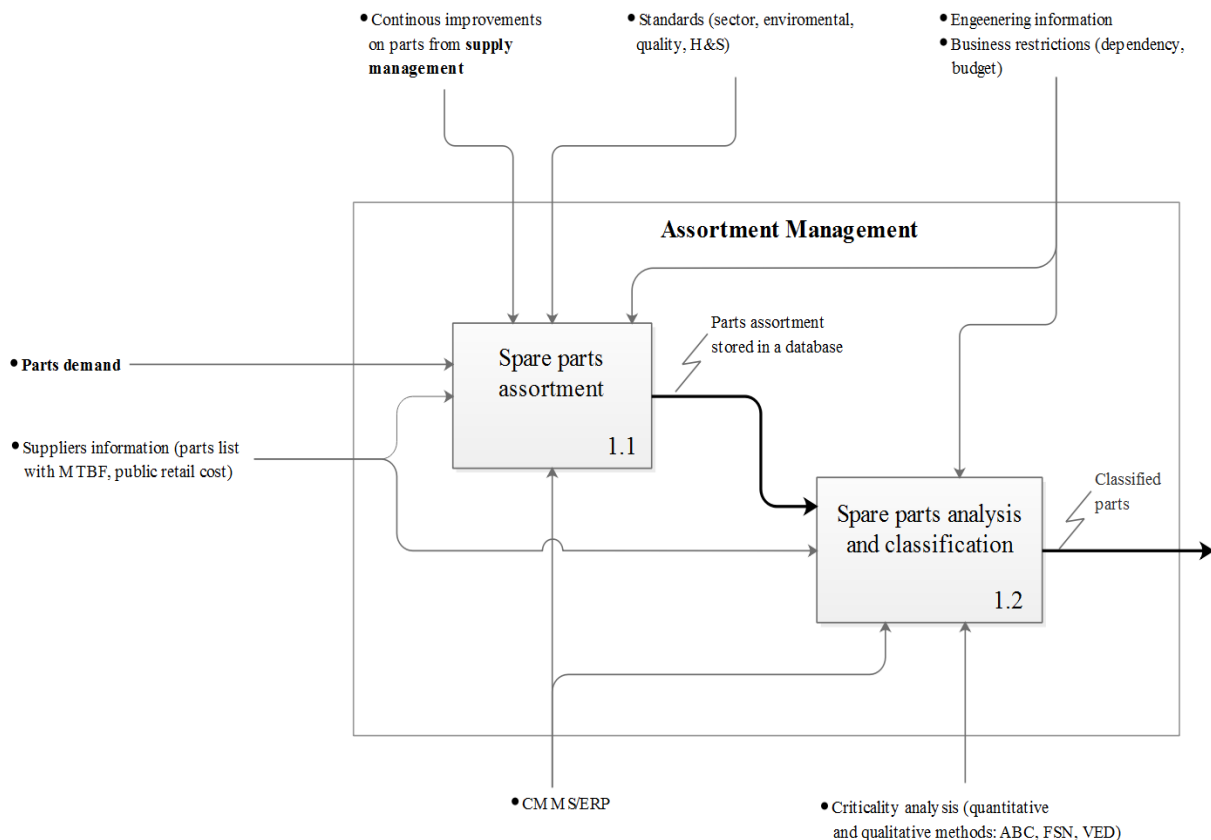 • Continous improvements
on parts from supply
management
• Standards (sector, enviromental,
quality, H&S)
• Engeenering information
• Business restrictions (dependency,
budget)
Assortment Management
• Parts demand
Spare parts
assortment
1.1
Parts assortment
stored in a database
• Suppliers information (parts list
with MTBF, public retail cost)
Spare parts analysis
and classification
1.2
Classified
parts
• CMMS/ERP
• Criticality analysis (quantitative
and qualitative methods: ABC, FSN, VED)